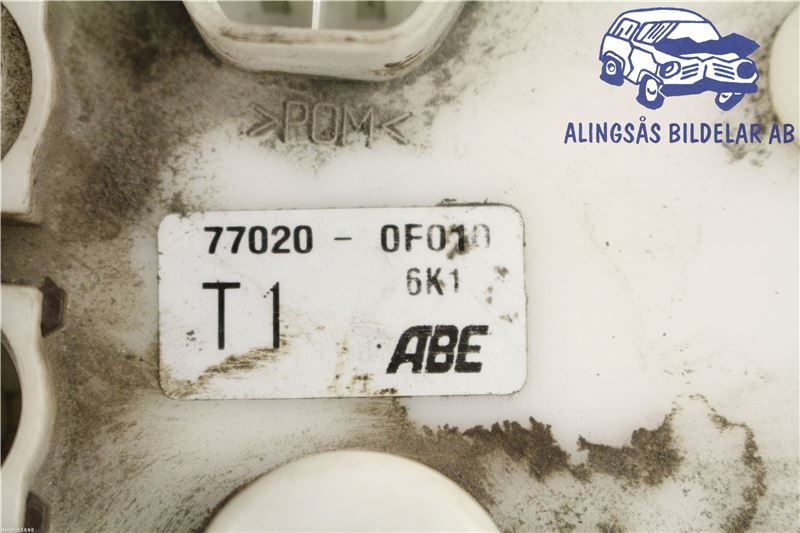 ALINGSÅS BILDELAR AB
>POM<
77020 - 0F010
6K1
T1
ABE